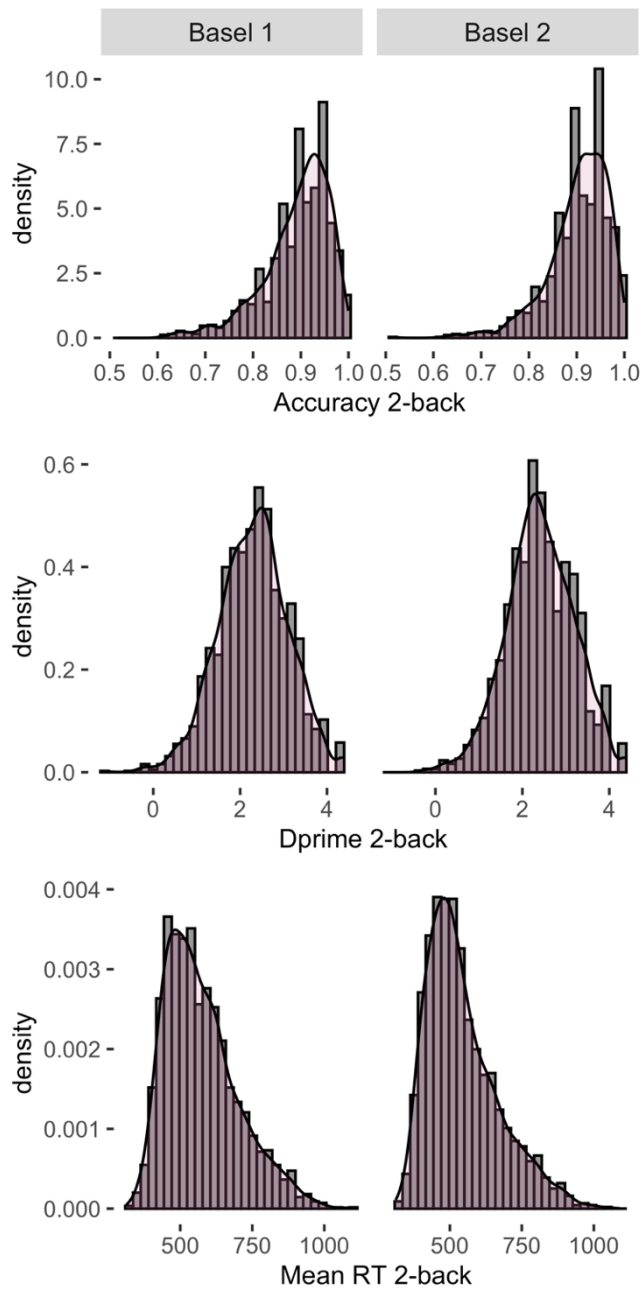 Basel 1 Basel 2
10.0
7.5
5.0
2.5
0.0
density
0.5 0.6 0.7 0.8 0.9 1.0 0.5 0.6 0.7 0.8 0.9 1.0
Accuracy 2-back
0.6
0.4
0.2
0.0
density
0 2 4 0 2 4
Dprime 2-back
0.004
0.003
0.002
0.001
0.000
density
500 750 1000 500 750 1000
Mean RT 2-back